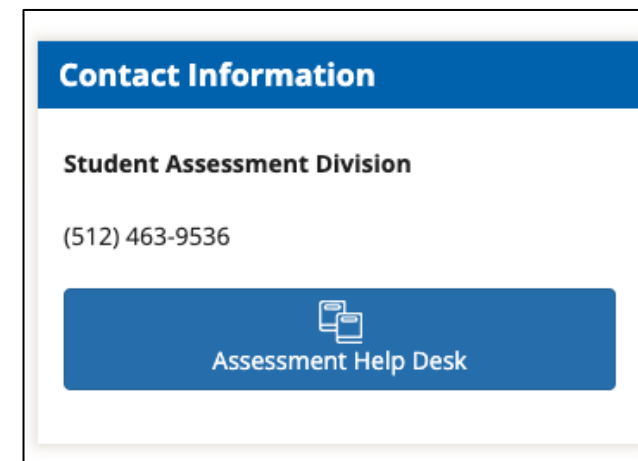 Contact Information
Student Assessment Division
(512) 463-9536
Assessment Help Desk